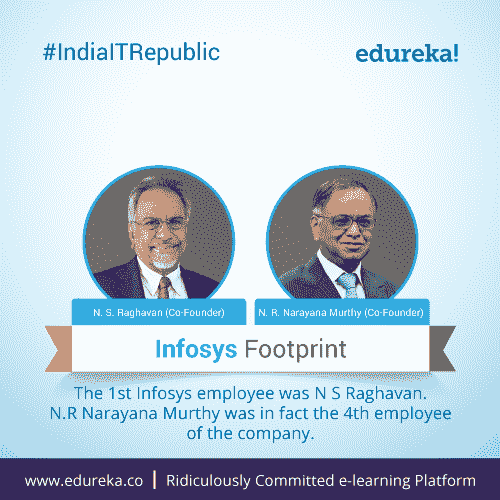 #IndiaITRepublic
edureka!
N. S. Raghavan (Co-Founder)
N. R. Narayana Murthy (Co-Founder)
Infosys Footprint
The 1st Infosys employee was N S Raghavan.
N.R Narayana Murthy was in fact the 4th employee
of the company.
www.edureka.co | Ridiculously Committed e-learning Platform